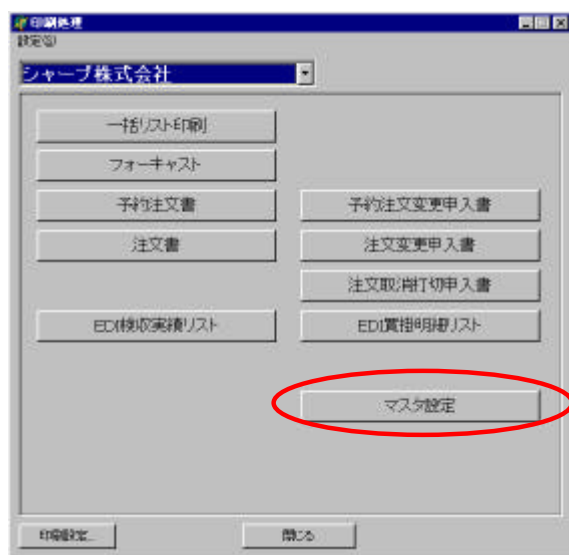 印刷処理
設定(S)
シャープ株式会社
一括リスト印刷
フォーキャスト
予約注文書
予約注文変更申入書
注文書
注文変更申入書
注文取消打切申入書
EDI検収実績リスト
EDI買掛明細リスト
マスタ設定
印刷設定...
閉じる